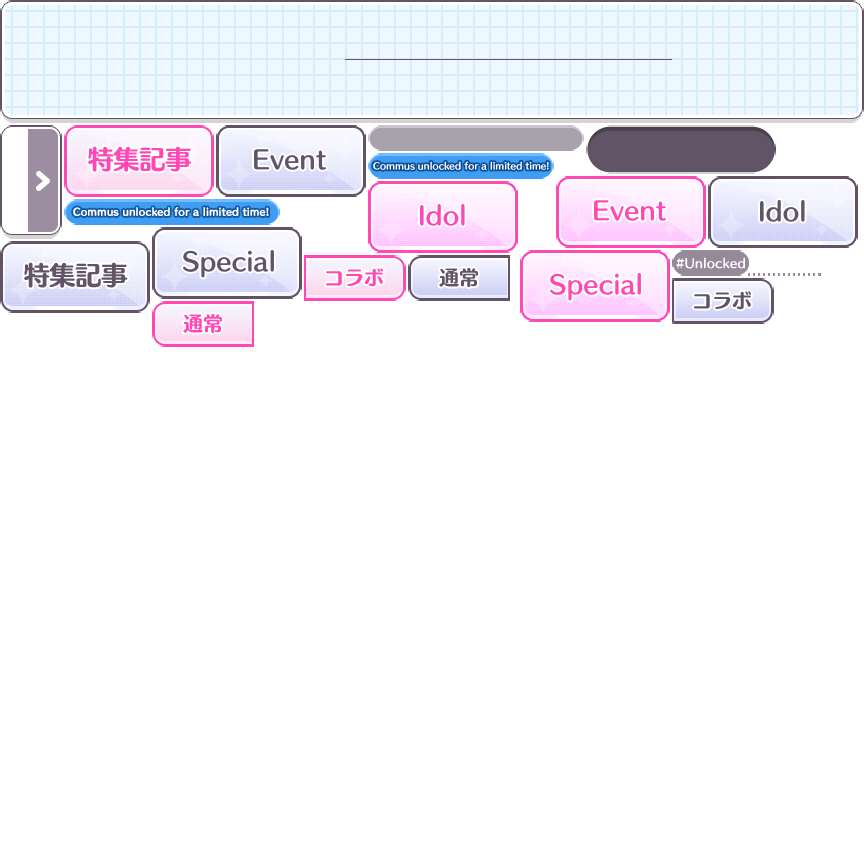 特集記事
Event
Commus unlocked for a limited time!
Commus unlocked for a limited time!
Idol
Event
Idol
特集記事
Special
コラボ
通常
Special
#Unlocked
コラボ
通常